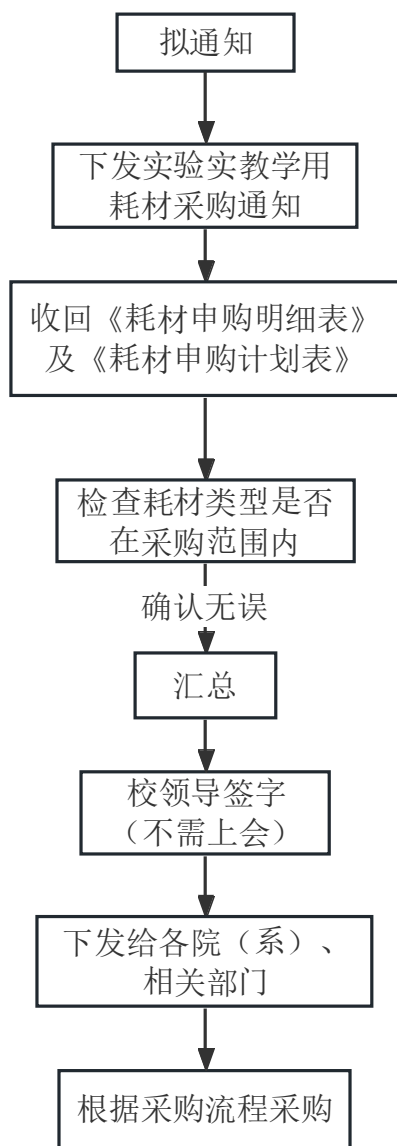 拟通知
下发实验实教学用
耗材采购通知
收回《耗材申购明细表》
及《耗材申购计划表》
检查耗材类型是否
在采购范围内
确认无误
汇总
校领导签字
（不需上会）
下发给各院（系）、
相关部门
根据采购流程采购